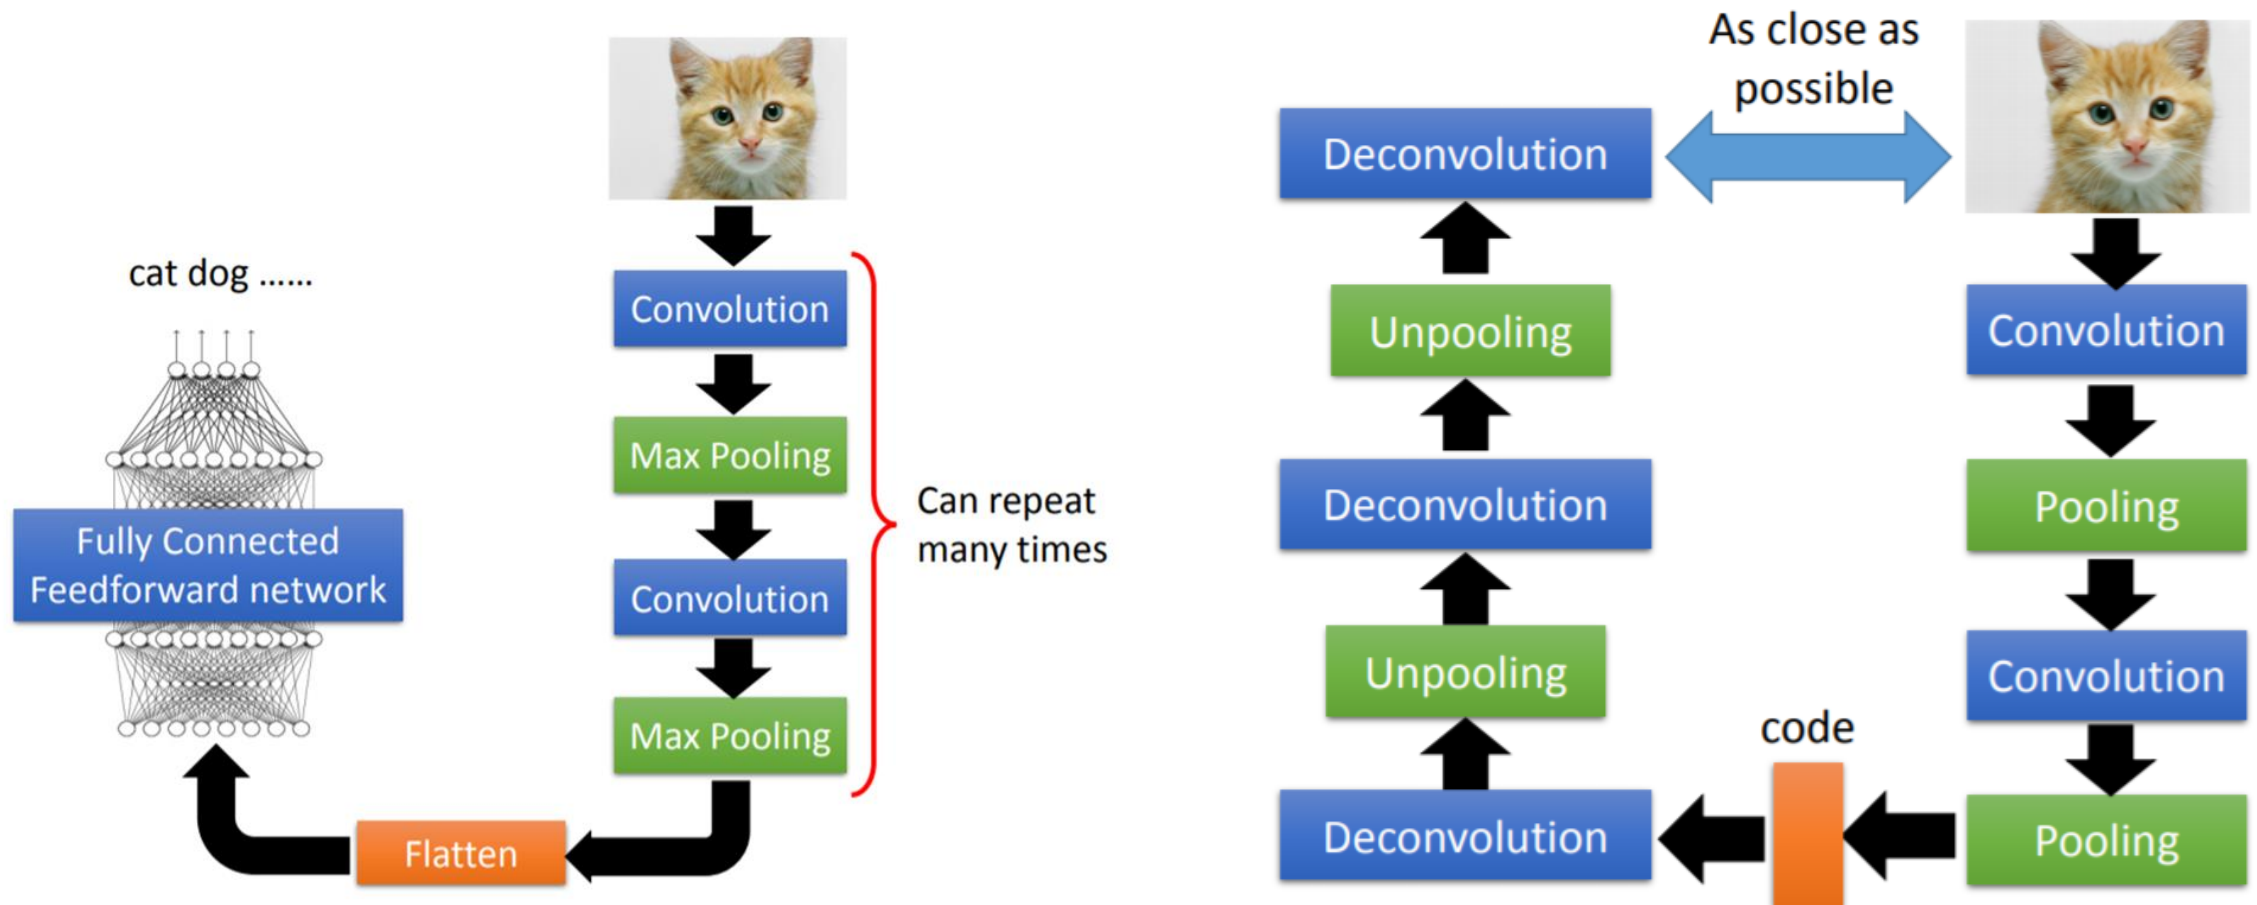 cat dog ......
Fully Connected
Feedforward network
Convolution
Max Pooling
Convolution
Max Pooling
Flatten
Can repeat
many times
As close as
possible
Deconvolution
Unpooling
Deconvolution
Unpooling
Deconvolution
code
Convolution
Pooling
Convolution
Pooling